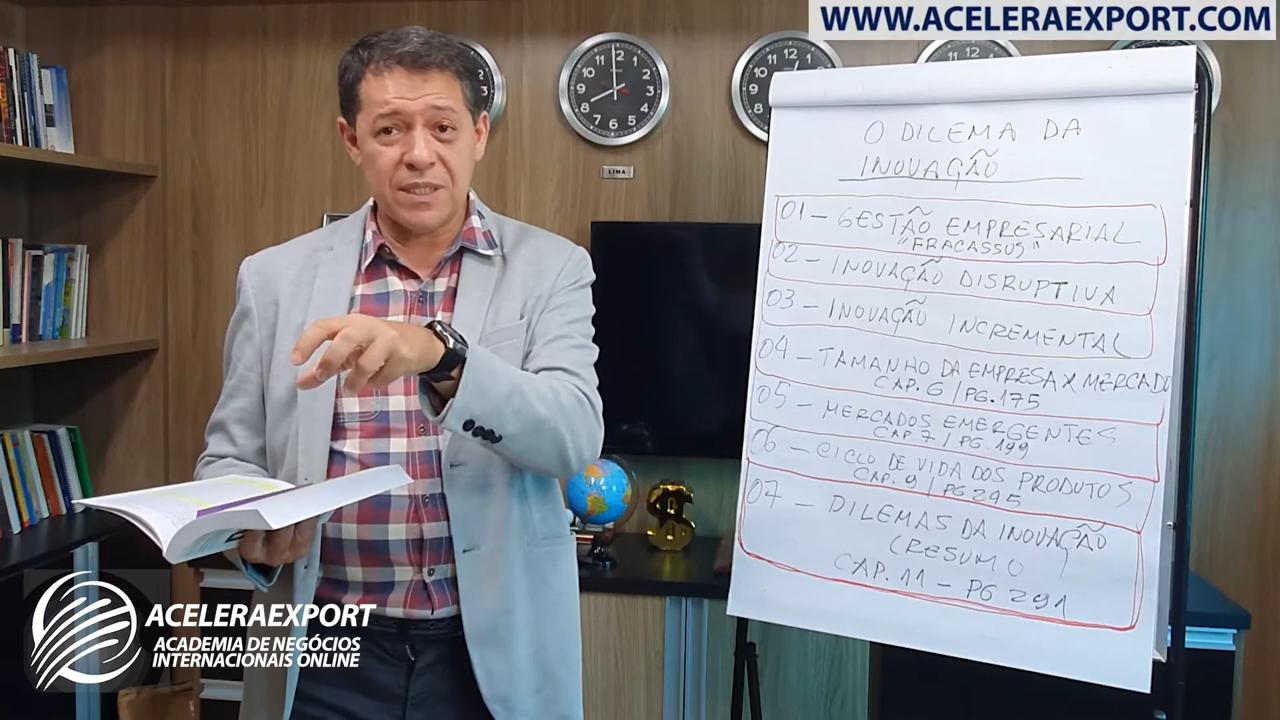 WWW.ACELERAEXPORT.COM
LIMA
O DILEMA DA
INOVAÇÃO
01 - GESTÃO EMPRESARIAL
"FRACASSOS"
02 - INOVAÇÃO DISRUPTIVA
03 - INOVAÇÃO INCREMENTAL
04 - TAMANHO DA EMPRESA X MERCADO
CAP. 6 / PG. 175
05 - MERCADOS EMERGENTES
CAP 7 / PG. 199
06 - CICLO DE VIDA DOS PRODUTOS
CAP. 9 / PG 245
07 - DILEMAS DA INOVAÇÃO
(RESUMO
CAP. 11 - PG 291
ACELERAEXPORT
ACADEMIA DE NEGÓCIOS
INTERNACIONAIS ONLINE